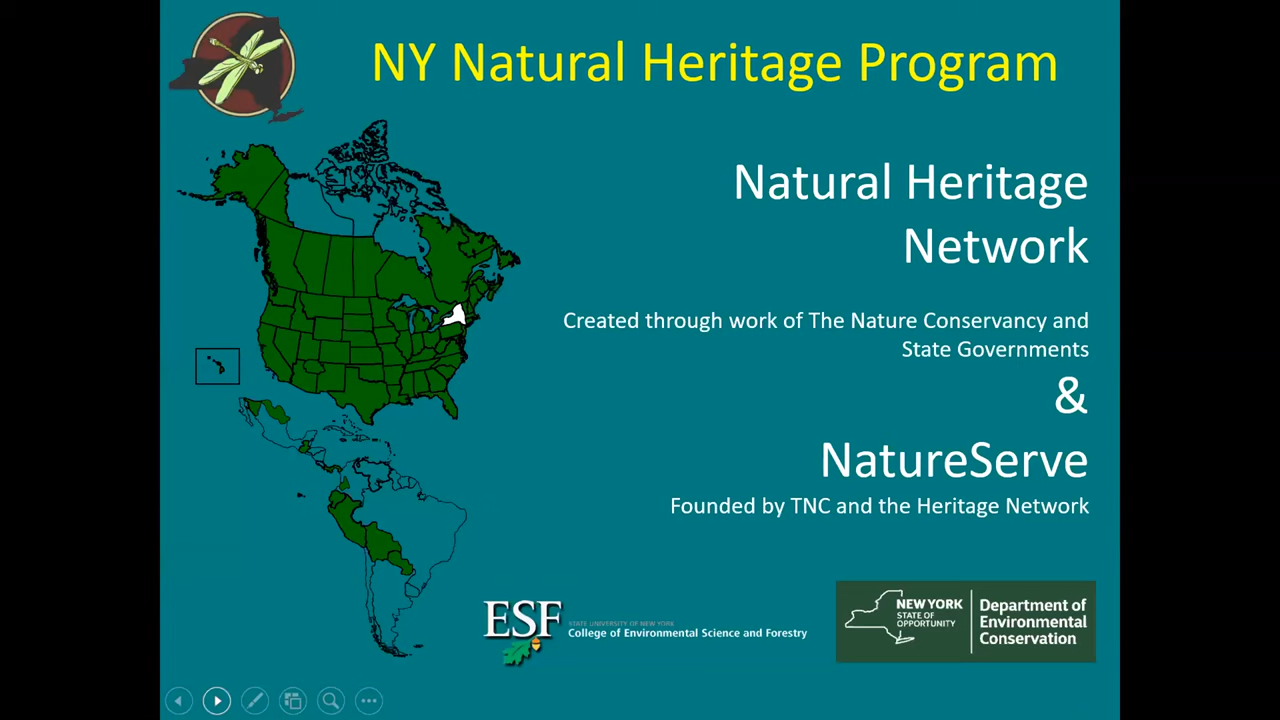 NY Natural Heritage Program
Natural Heritage
Network
Created through work of The Nature Conservancy and
State Governments
&
NatureServe
Founded by TNC and the Heritage Network
ESF
STATE UNIVERSITY OF NEW YORK
College of Environmental Science and Forestry
NEW YORK
STATE OF
OPPORTUNITY
Department of
Environmental
Conservation